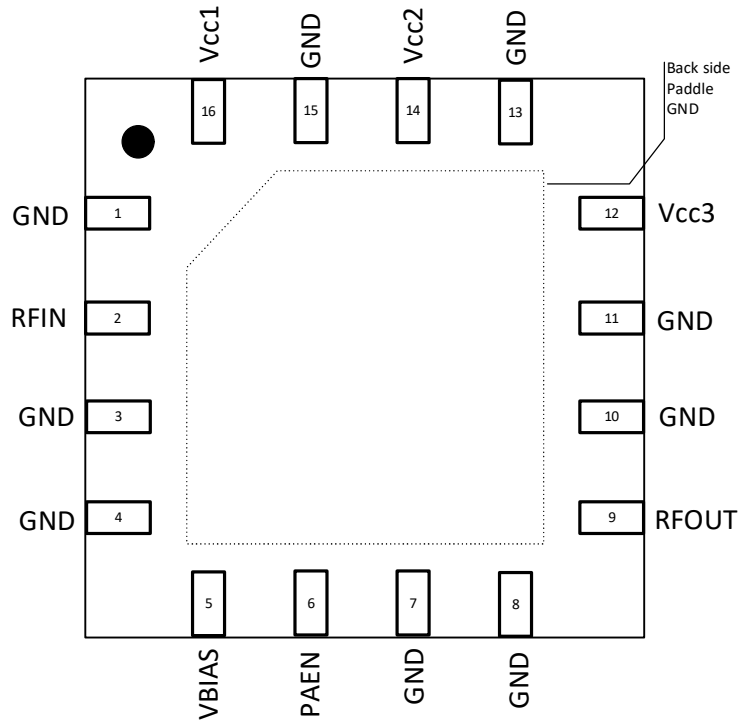 Vcc1
GND
Vcc2
GND
16
15
14
13
Back side
Paddle
GND
GND
1
12
Vcc3
RFIN
2
11
GND
GND
3
10
GND
GND
4
9
RFOUT
5
6
7
8
VBIAS
PAEN
GND
GND